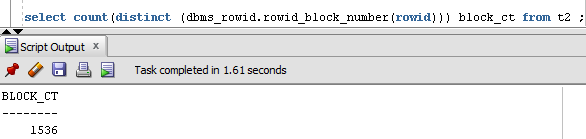 select count(distinct (dbms_rowid.rowid_block_number(rowid))) block_ct from t2 ;
Script Output x
Task completed in 1.61 seconds
BLOCK_CT
--------
1536